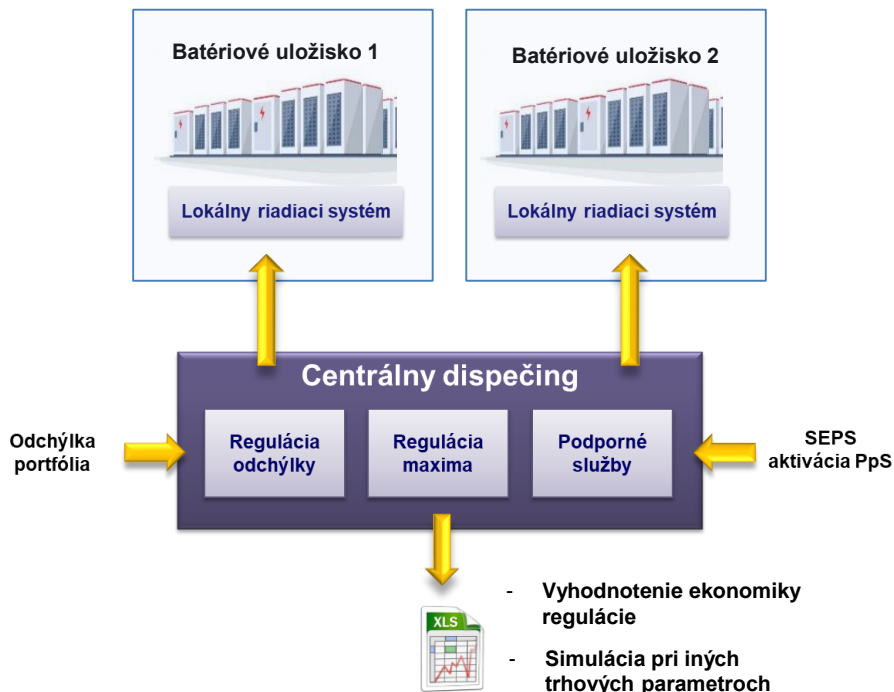 Batériové uložisko 1
Batériové uložisko 2
Lokálny riadiaci systém
Lokálny riadiaci systém
Centrálny dispečing
Odchýlka
portfólia
Regulácia
odchýlky
Regulácia
maxima
Podporné
služby
SEPS
aktivácia PpS
XLS
- Vyhodnotenie ekonomiky
regulácie
- Simulácia pri iných
trhových parametroch